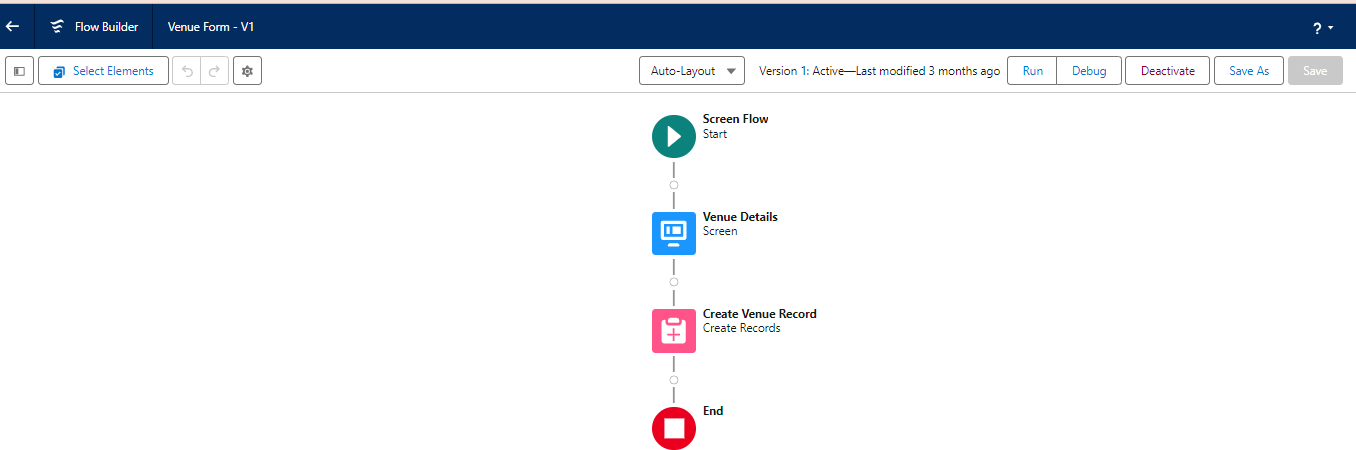 Flow Builder Venue Form - V1 ?
Select Elements Auto-Layout Version 1: Active—Last modified 3 months ago Run Debug Deactivate Save As Save
Screen Flow
Start
Venue Details
Screen
Create Venue Record
Create Records
End